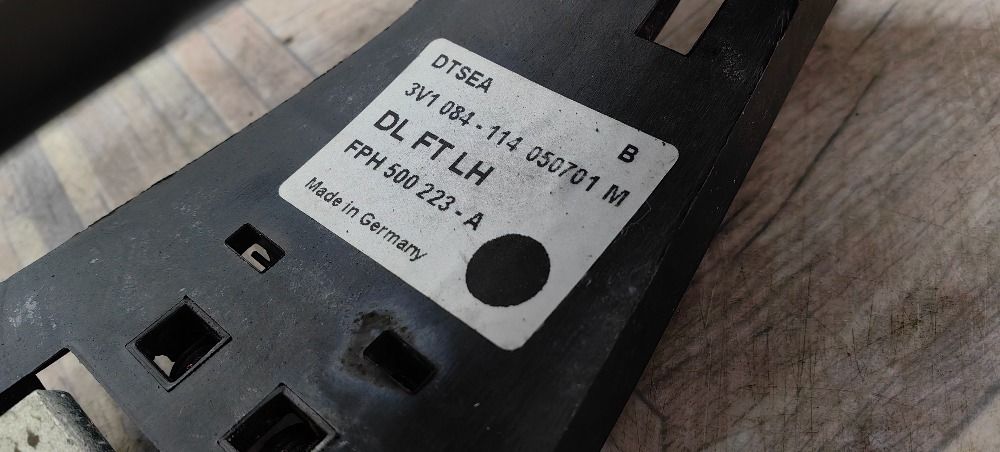 DTSEA
B
3V1 084-114 050701 M
DL FT LH
FPH 500 223-A
Made in Germany